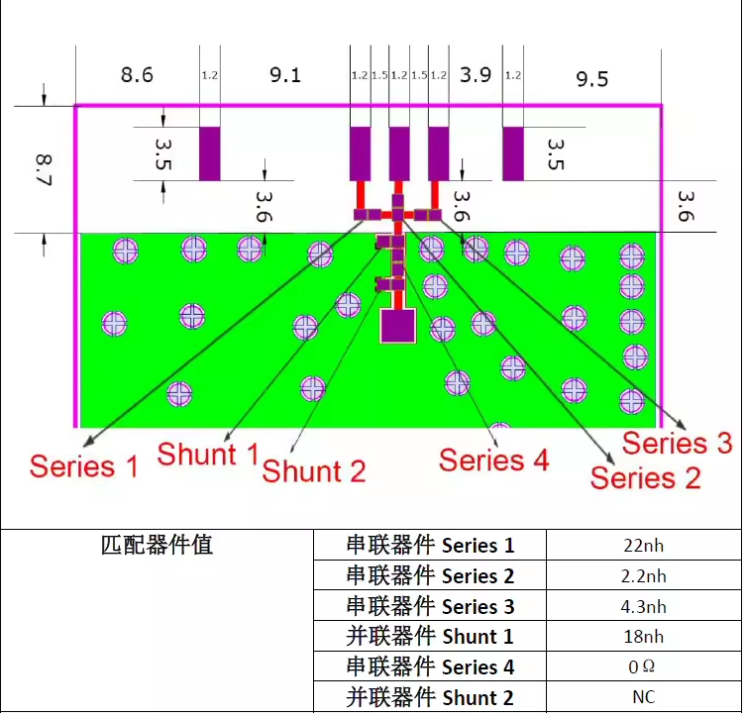 8.6 1.2 9.1 1.2 1.5 1.2 1.5 1.2 3.9 1.2 9.5
8.7
3.5
3.5
3.6
3.6
3.6
Series 1
Shunt 1
Shunt 2
Series 4
Series 2
Series 3
匹配器件值
串联器件 Series 1 22nh
串联器件 Series 2 2.2nh
串联器件 Series 3 4.3nh
并联器件 Shunt 1 18nh
串联器件 Series 4 0Ω
并联器件 Shunt 2 NC